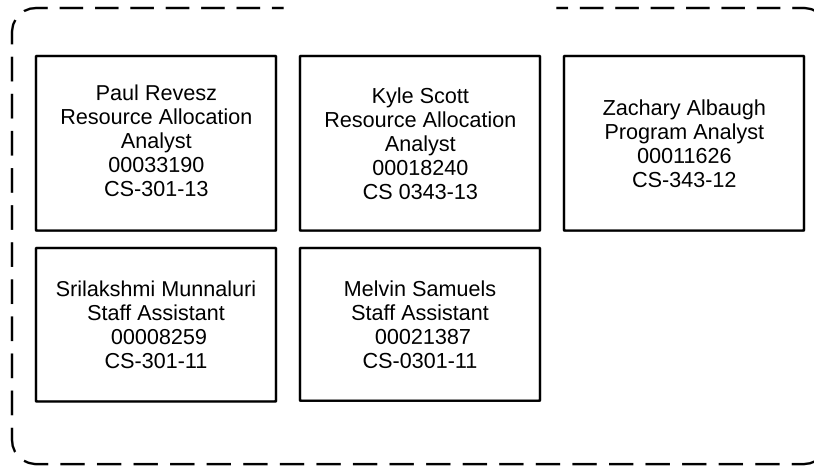 Paul Revesz
Resource Allocation
Analyst
00033190
CS-301-13
Kyle Scott
Resource Allocation
Analyst
00018240
CS 0343-13
Zachary Albaugh
Program Analyst
00011626
CS-343-12
Srilakshmi Munnaluri
Staff Assistant
00008259
CS-301-11
Melvin Samuels
Staff Assistant
00021387
CS-0301-11